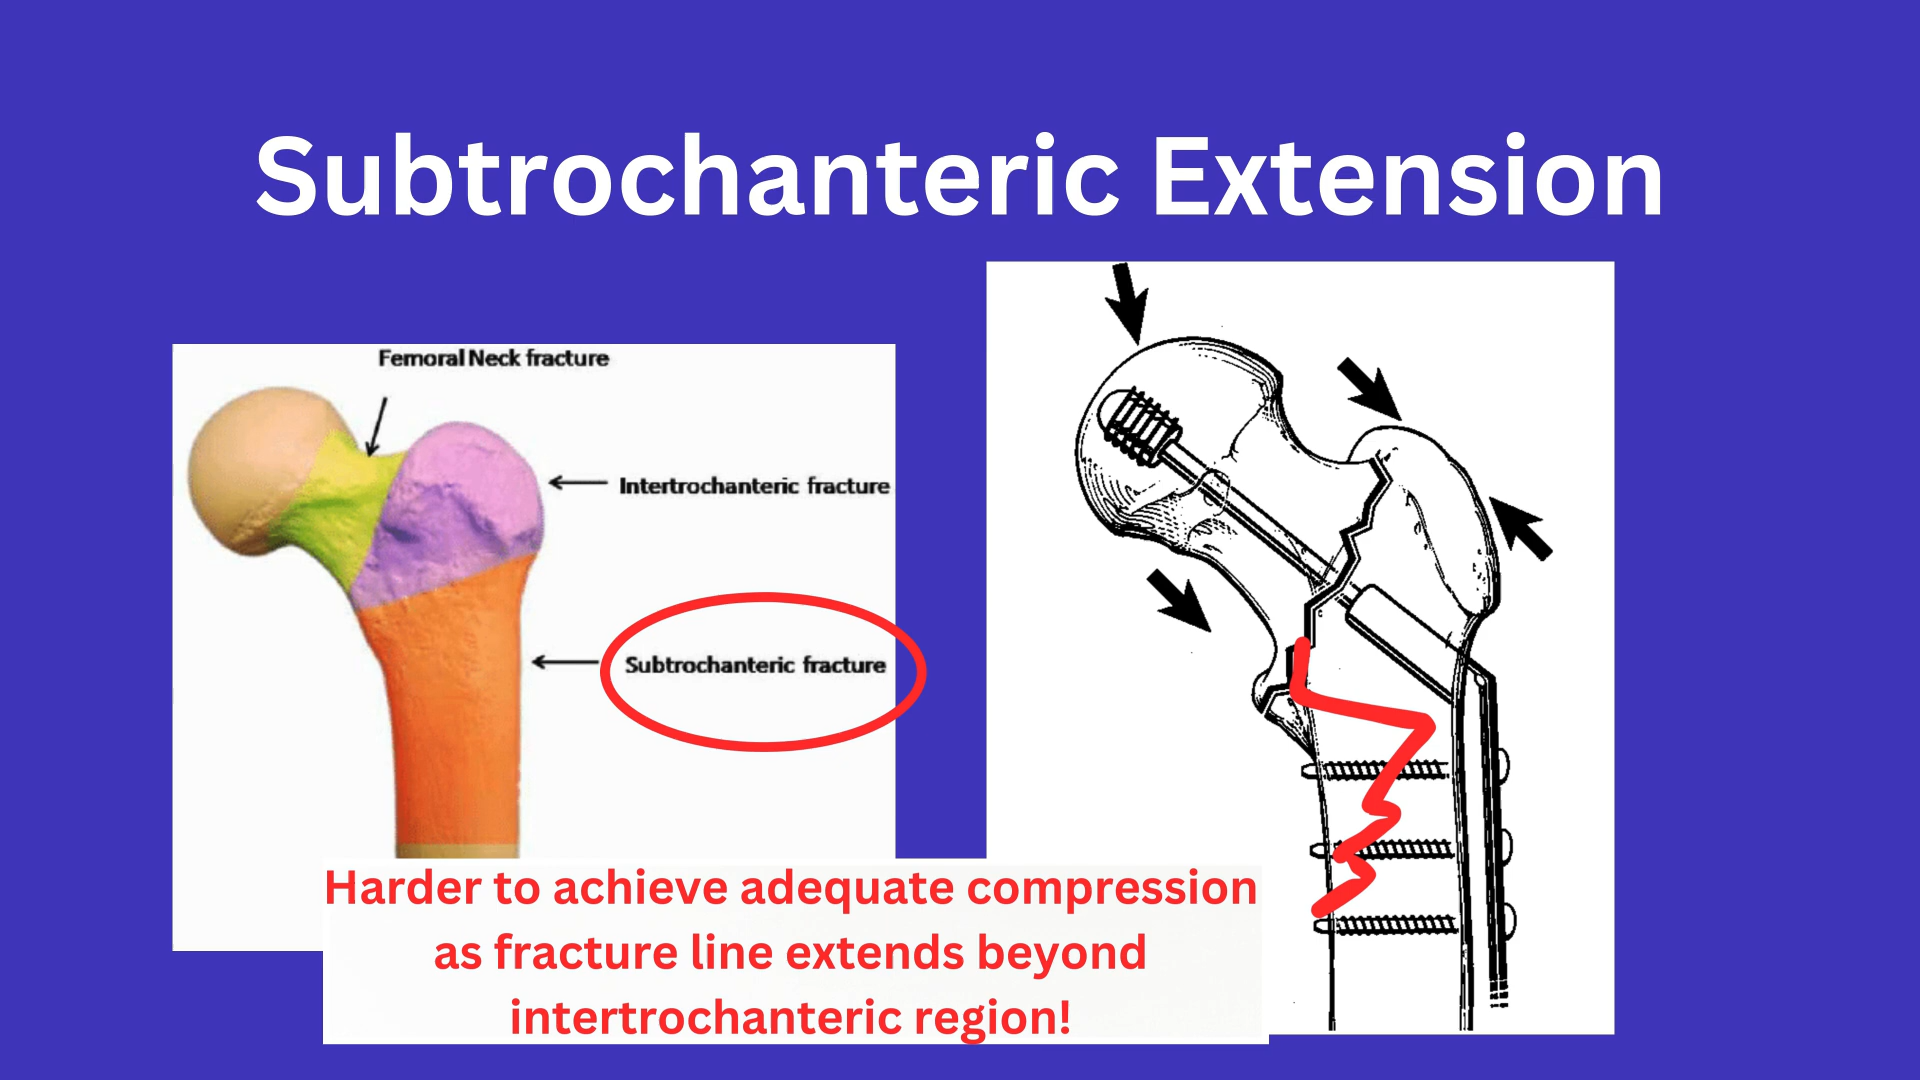 Subtrochanteric Extension
Femoral Neck fracture
Intertrochanteric fracture
Subtrochanteric fracture
Harder to achieve adequate compression
as fracture line extends beyond
intertrochanteric region!